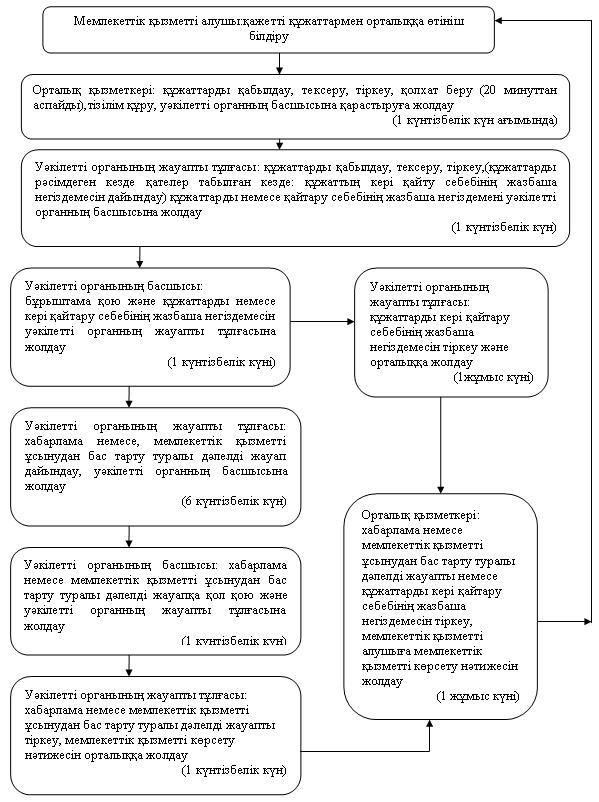 Мемлекеттік қызметті алушы:қажетті құжаттармен орталыққа өтініш
білдіру
Орталық қызметкері: құжаттарды қабылдау, тексеру, тіркеу, қолхат беру (20 минуттан
аспайды),тізілім құру, уәкілетті органның басшысына қарастыруға жолдау
(1 күнтізбелік күн ағымында)
Уәкілетті органының жауапты тұлғасы: құжаттарды қабылдау, тексеру, тіркеу,(құжаттарды
рәсімдеген кезде қателер табылған кезде: құжаттың кері қайту себебінің жазбаша
негіздемесін дайындау) құжаттарды немесе қайтару себебінің жазбаша негіздемені уәкілетті
органның басшысына жолдау
(1 күнтізбелік күн)
Уәкілетті органының басшысы:
бұрыштама қою және құжаттарды немесе
кері қайтару себебінің жазбаша негіздемесін
уәкілетті органның жауапты тұлғасына
жолдау
(1 күнтізбелік күні)
Уәкілетті органының
жауапты тұлғасы:
құжаттарды кері қайтару
себебінің жазбаша
негіздемесін тіркеу және
орталыққа жолдау
(1жұмыс күні)
Уәкілетті органының жауапты тұлғасы:
хабарлама немесе, мемлекеттік қызметті
ұсынудан бас тарту туралы дәлелді жауап
дайындау, уәкілетті органның басшысына
жолдау
(6 күнтізбелік күн)
Уәкілетті органының басшысы: хабарлама
немесе мемлекеттік қызметті ұсынудан бас
тарту туралы дәлелді жауапқа қол қою және
уәкілетті органның жауапты тұлғасына
жолдау
(1 күнтізбелік күн)
Уәкілетті органының жауапты тұлғасы:
хабарлама немесе мемлекеттік қызметті
ұсынудан бас тарту туралы дәлелді жауапты
тіркеу, мемлекеттік қызметті көрсету
нәтижесін орталыққа жолдау
(1 күнтізбелік күн)
Орталық қызметкері:
хабарлама немесе
мемлекеттік қызметті
ұсынудан бас тарту туралы
дәлелді жауапты немесе
құжаттарды кері қайтару
себебінің жазбаша
негіздемесін тіркеу,
мемлекеттік қызметті
алушыға мемлекеттік
қызметті көрсету нәтижесін
жолдау
(1 жұмыс күні)